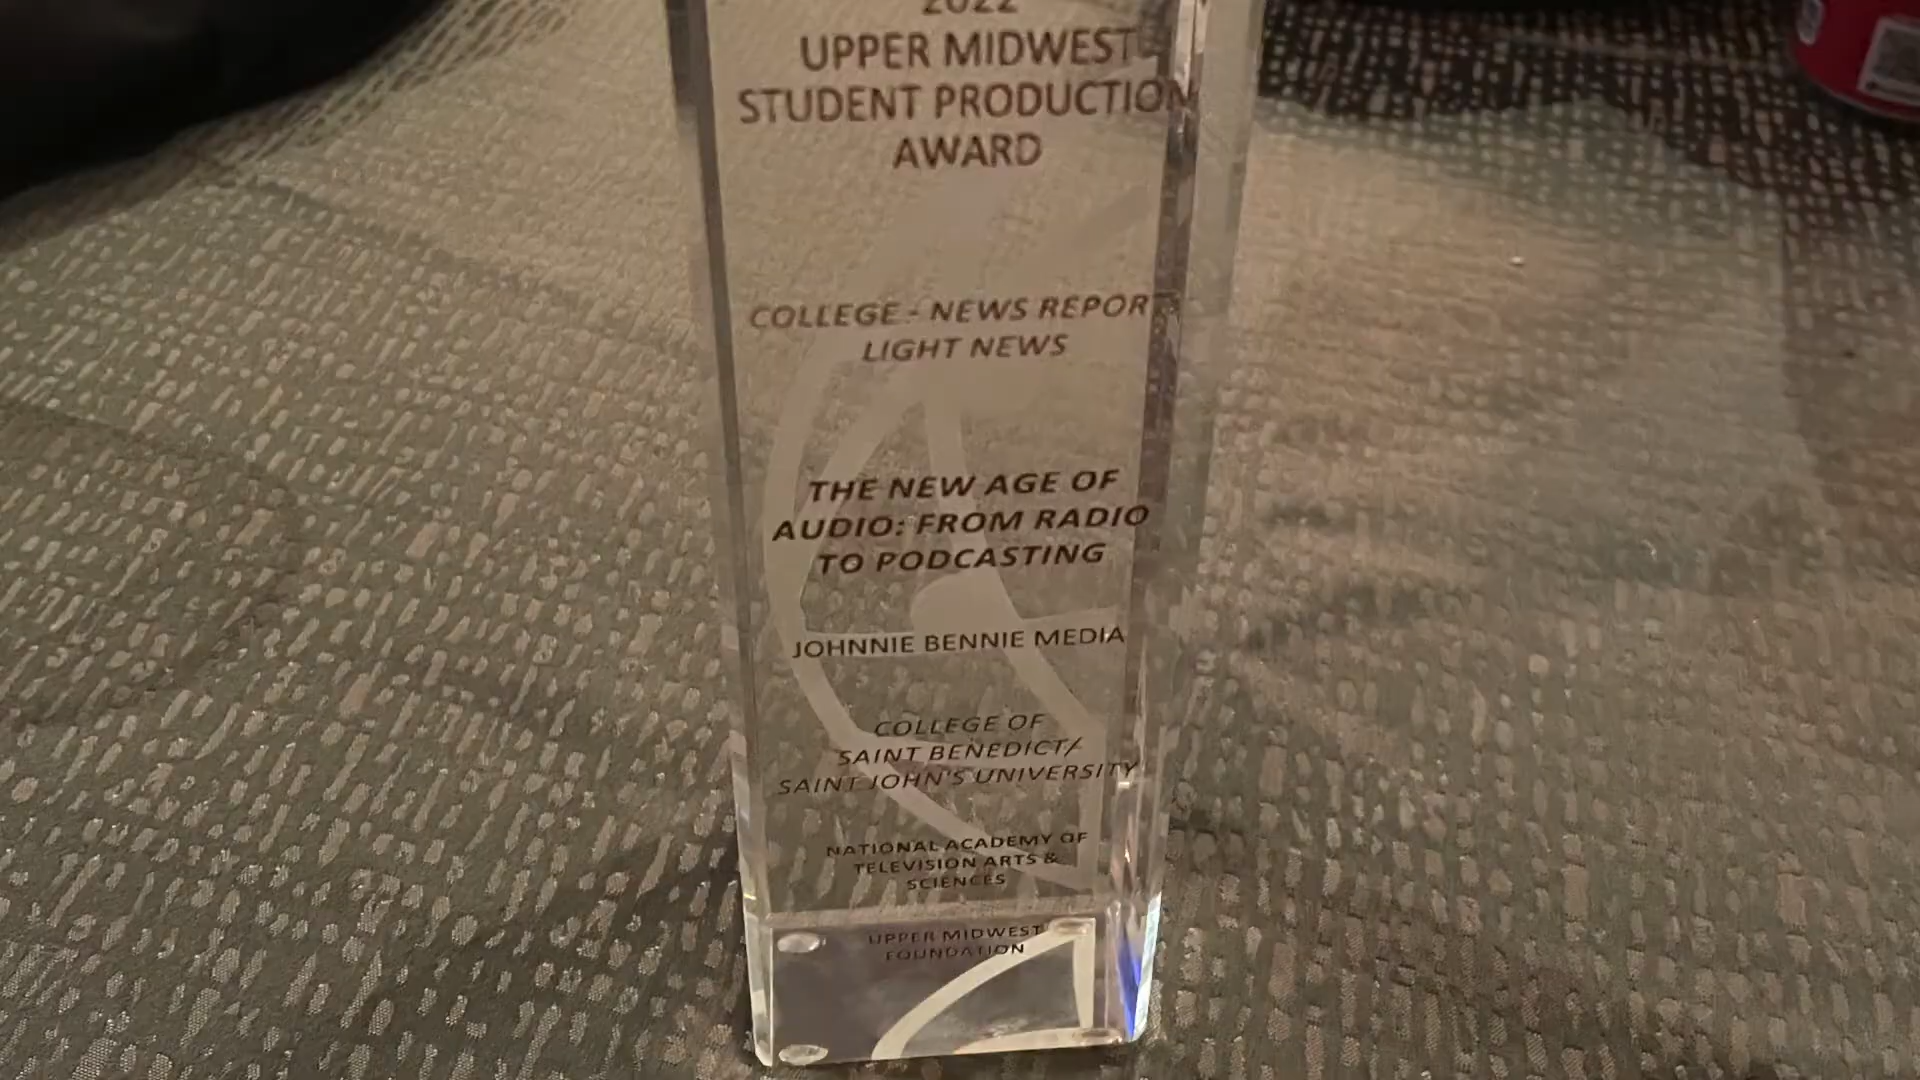 2022
UPPER MIDWEST
STUDENT PRODUCTION
AWARD
COLLEGE - NEWS REPORT
LIGHT NEWS
THE NEW AGE OF
AUDIO: FROM RADIO
TO PODCASTING
JOHNNIE BENNIE MEDIA
COLLEGE OF
SAINT BENEDICT/
SAINT JOHN'S UNIVERSITY
NATIONAL ACADEMY OF
TELEVISION ARTS &
SCIENCES
UPPER MIDWEST
FOUNDATION